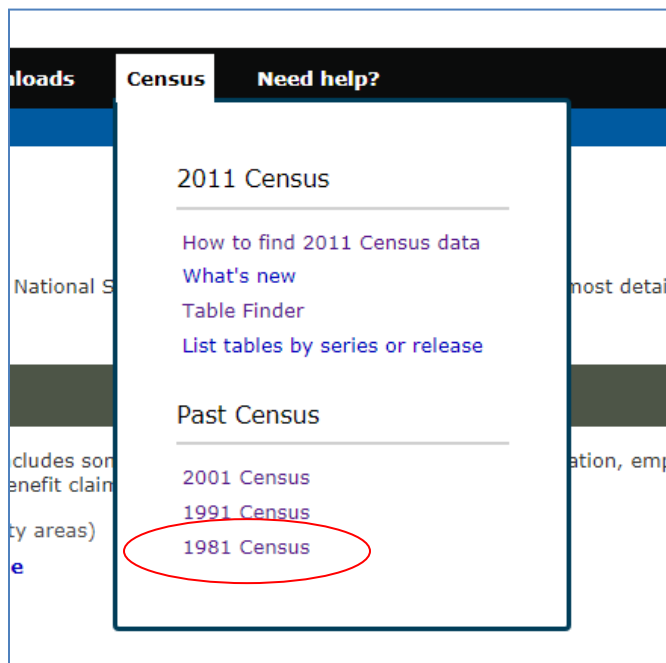 nloads Census Need help?
2011 Census
How to find 2011 Census data
What's new
National S
most detai
Table Finder
List tables by series or release
Past Census
cludes son
ation, emp
2001 Census
enefit claim
1991 Census
ty areas)
1981 Census
e